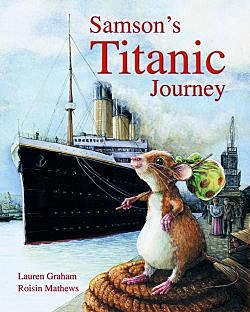 Samson's
Titanic
Journey
Lauren Graham
Roisin Mathews